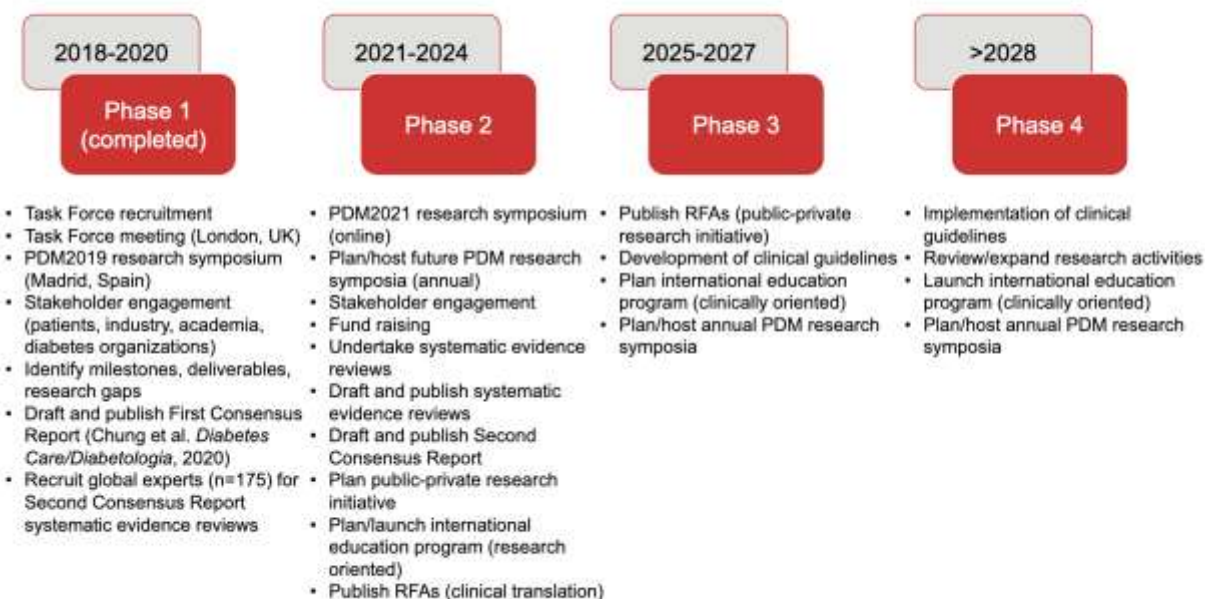 2018-2020
Phase 1
(completed)
• Task Force recruitment
• Task Force meeting (London, UK)
• PDM2019 research symposium
(Madrid, Spain)
• Stakeholder engagement
(patients, industry, academia,
diabetes organizations)
• Identify milestones, deliverables,
research gaps
• Draft and publish First Consensus
Report (Chung et al. Diabetes
Care/Diabetologia, 2020)
• Recruit global experts (n=175) for
Second Consensus Report
systematic evidence reviews
2021-2024
Phase 2
• PDM2021 research symposium
(online)
• Plan/host future PDM research
symposia (annual)
• Stakeholder engagement
• Fund raising
• Undertake systematic evidence
reviews
• Draft and publish systematic
evidence reviews
• Draft and publish Second
Consensus Report
• Plan public-private research
initiative
• Plan/launch international
education program (research
oriented)
• Publish RFAs (clinical translation)
2025-2027
Phase 3
• Publish RFAs (public-private
research initiative)
• Development of clinical guidelines
• Plan international education
program (clinically oriented)
• Plan/host annual PDM research
symposia
>2028
Phase 4
• Implementation of clinical
guidelines
• Review/expand research activities
• Launch international education
program (clinically oriented)
• Plan/host annual PDM research
symposia